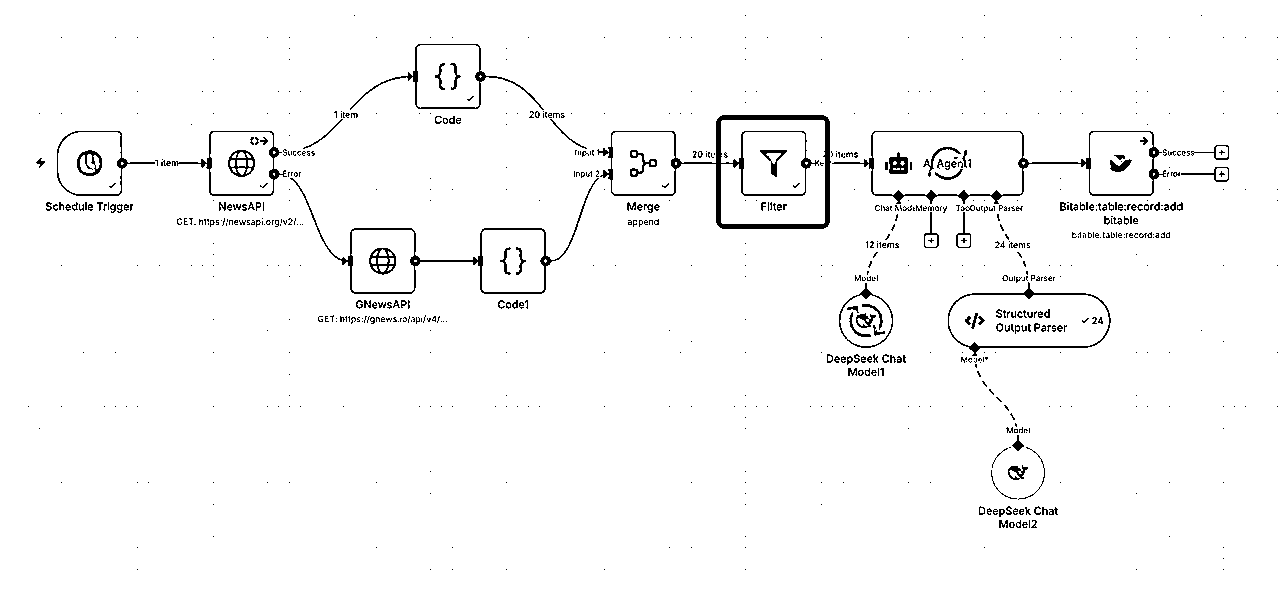 Code
1 item
20 items
Schedule Trigger
1 item
NewsAPI
GET: https://newsapi.org/v2/...
Success
Error
GNewsAPI
GET: https://gnews.io/api/v4/...
Code1
Input 1
Input 2
Merge
append
20 items
Filter
items
AI Agent1
Chat Model
Memory
Tool
Output Parser
Success
Error
Bitable:table:record:add
bitable
bitable:table:record:add
12 items
24 items
Model
Output Parser
DeepSeek Chat
Model1
Structured
Output Parser
24
Model*
Model
DeepSeek Chat
Model2